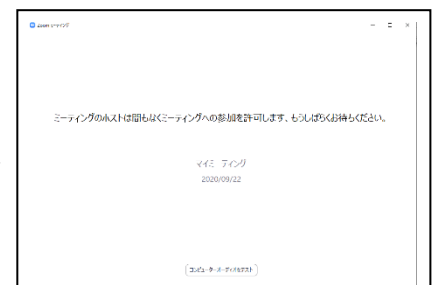 Zoom ミーティング
ミーティングのホストは間もなくミーティングへの参加を許可します、もうしばらくお待ちください。
マイミーティング
2020/09/22
コンピューターオーディオをテスト